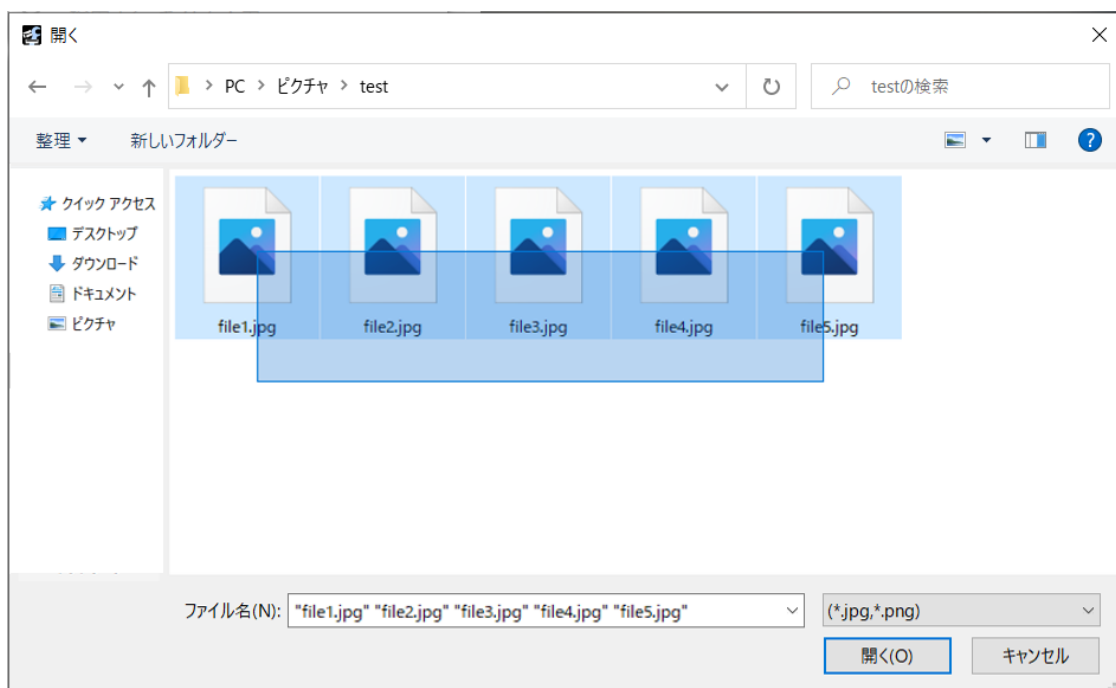 開く
PC > ピクチャ > test
testの検索
整理
新しいフォルダー
?
クイック アクセス
デスクトップ
ダウンロード
ドキュメント
ピクチャ
file1.jpg
file2.jpg
file3.jpg
file4.jpg
file5.jpg
ファイル名(N): "file1.jpg" "file2.jpg" "file3.jpg" "file4.jpg" "file5.jpg"
(*.jpg,*.png)
開く(O)
キャンセル